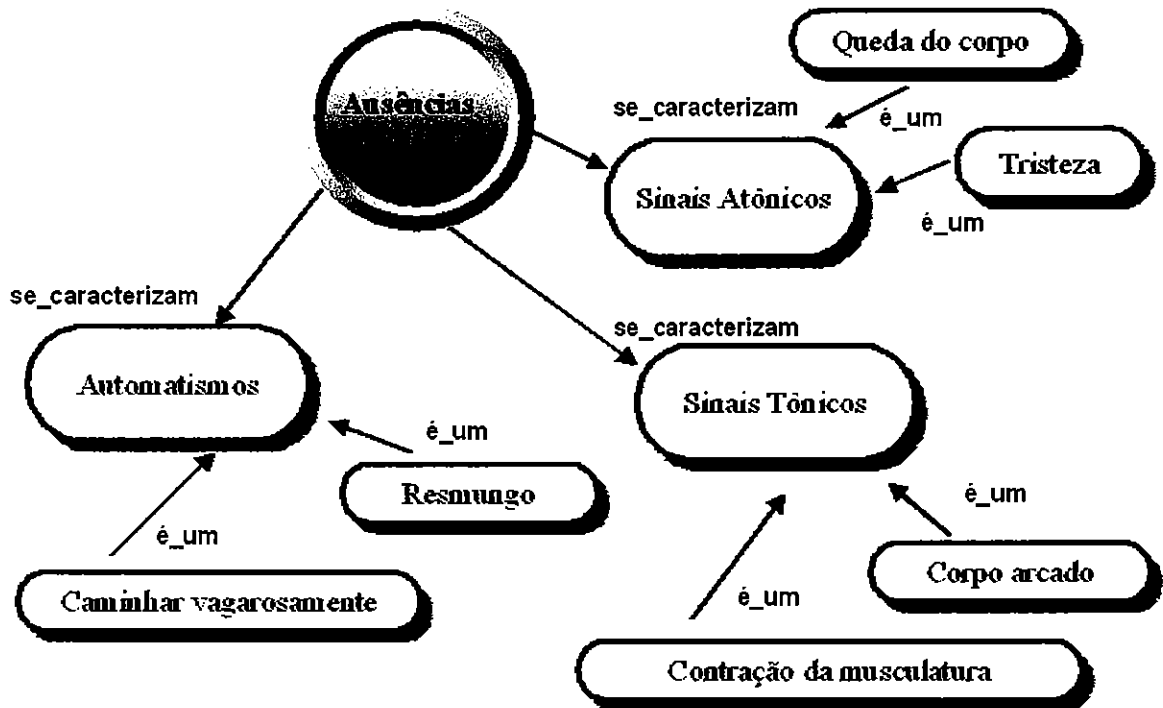 Queda do corpo
Ausências
se_caracterizam
é_um
Tristeza
Sinais Atônicos
é_um
se_caracterizam
se_caracterizam
Automatismos
Sinais Tônicos
é_um
Resmungo
é_um
é_um
Corpo arcado
Caminhar vagarosamente
é_um
Contração da musculatura